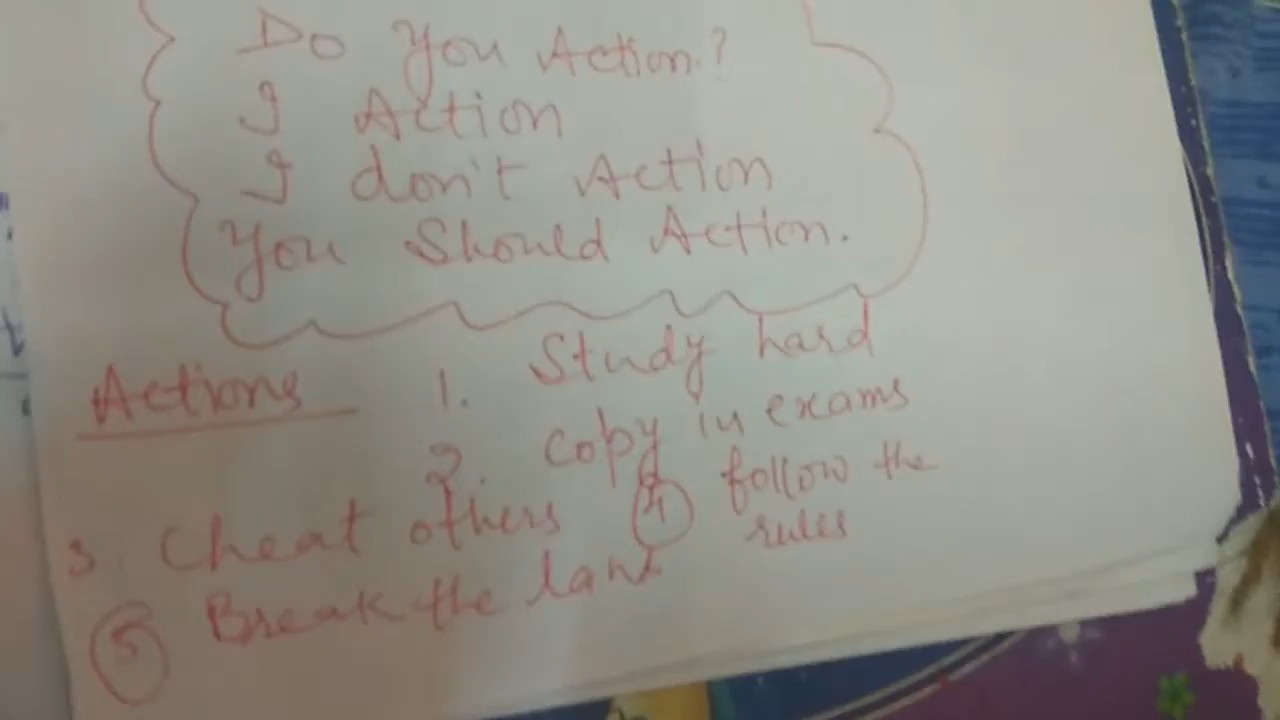 Do you Action.?
I Action
I don't Action
You Should Action.
Actions 1. Study hard
2. copy in exams
3. Cheat others 4 follow the
rules
5 Break the law